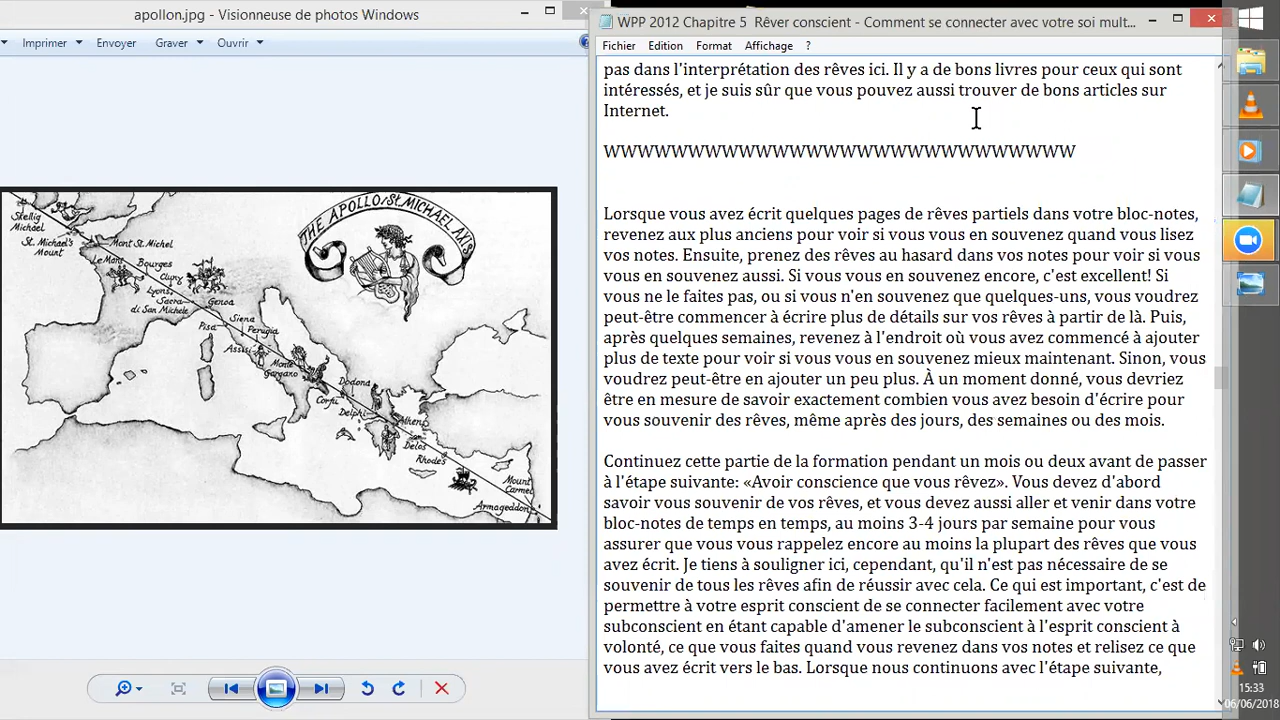 apollon.jpg - Visionneuse de photos Windows
Imprimer
Envoyer
Graver
Ouvrir
THE APOLLO/ST. MICHAEL AXIS
Skellig
Michael
St. Michael's
Mount
Mont St. Michel
Le Mont
Bourges
Cluny
Lyons
Sacra
di San Michele
Genoa
Pisa
Siena
Perugia
Assisi
Monte
Gargano
Dodona
Corfu
Delphi
Athens
Delos
Rhodes
Mount
Carmel
Armageddon
WPP 2012 Chapitre 5 Rêver conscient - Comment se connecter avec votre soi mult...
Fichier Edition Format Affichage ?
pas dans l'interprétation des rêves ici. Il y a de bons livres pour ceux qui sont
intéressés, et je suis sûr que vous pouvez aussi trouver de bons articles sur
Internet.
WWWWWWWWWWWWWWWWWWWWWWWWWWWW
Lorsque vous avez écrit quelques pages de rêves partiels dans votre bloc-notes,
revenez aux plus anciens pour voir si vous vous en souvenez quand vous lisez
vos notes. Ensuite, prenez des rêves au hasard dans vos notes pour voir si vous
vous en souvenez aussi. Si vous vous en souvenez encore, c'est excellent! Si
vous ne le faites pas, ou si vous n'en souvenez que quelques-uns, vous voudrez
peut-être commencer à écrire plus de détails sur vos rêves à partir de là. Puis,
après quelques semaines, revenez à l'endroit où vous avez commencé à ajouter
plus de texte pour voir si vous vous en souvenez mieux maintenant. Sinon, vous
voudrez peut-être en ajouter un peu plus. À un moment donné, vous devriez
être en mesure de savoir exactement combien vous avez besoin d'écrire pour
vous souvenir des rêves, même après des jours, des semaines ou des mois.
Continuez cette partie de la formation pendant un mois ou deux avant de passer
à l'étape suivante: «Avoir conscience que vous rêvez». Vous devez d'abord
savoir vous souvenir de vos rêves, et vous devez aussi aller et venir dans votre
bloc-notes de temps en temps, au moins 3-4 jours par semaine pour vous
assurer que vous vous rappelez encore au moins la plupart des rêves que vous
avez écrit. Je tiens à souligner ici, cependant, qu'il n'est pas nécessaire de se
souvenir de tous les rêves afin de réussir avec cela. Ce qui est important, c'est de
permettre à votre esprit conscient de se connecter facilement avec votre
subconscient en étant capable d'amener le subconscient à l'esprit conscient à
volonté, ce que vous faites quand vous revenez dans vos notes et relisez ce que
vous avez écrit vers le bas. Lorsque nous continuons avec l'étape suivante,
15:33
06/06/2018